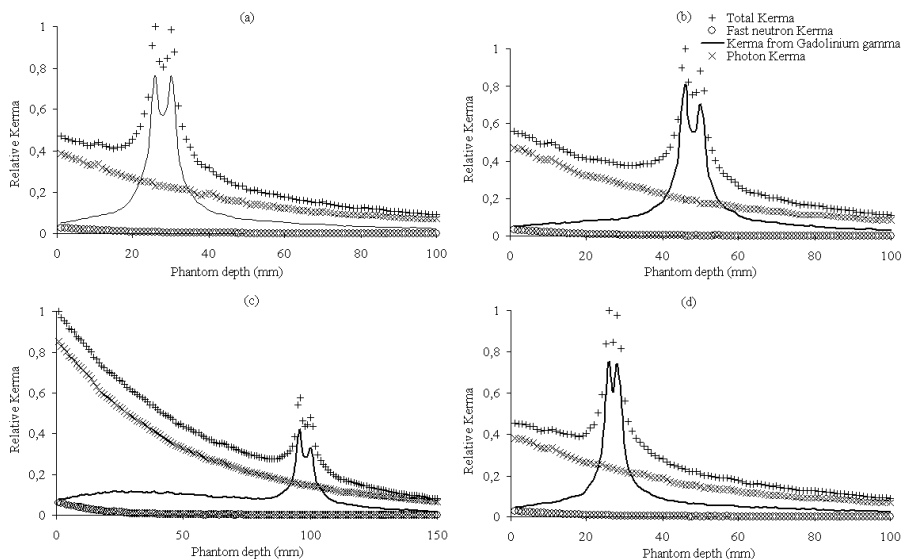 (a)
1
0,8
0,6
0,4
0,2
0
Relative Kerma
0 20 40 60 80 100
Phantom depth (mm)
(b)
Total Kerma
Fast neutron Kerma
Kerma from Gadolinium gamma
Photon Kerma
1
0,8
0,6
0,4
0,2
0
Relative Kerma
0 20 40 60 80 100
Phantom depth (mm)
(c)
1
0,8
0,6
0,4
0,2
0
Relative Kerma
0 50 100 150
Phantom depth (mm)
(d)
1
0,8
0,6
0,4
0,2
0
Relative Kerma
0 20 40 60 80 100
Phantom depth (mm)